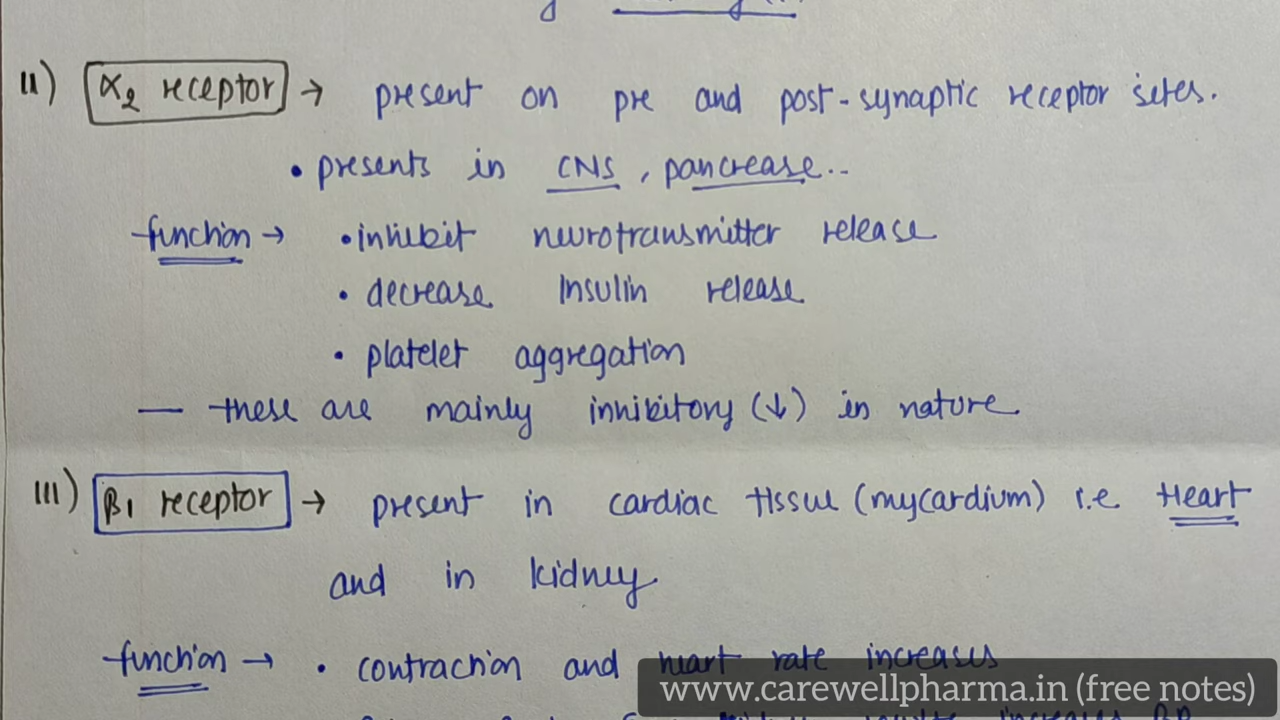 II) α2 receptor → present on pre and post-synaptic receptor sites.
• presents in CNS, pancrease..
function → • inhibit neurotransmitter release
• decrease Insulin release
• platelet aggregation
— these are mainly inhibitory (↓) in nature
III) β1 receptor → present in cardiac tissue (mycardium) i.e Heart
and in kidney
function → • contraction and heart rate increases
www.carewellpharma.in (free notes)